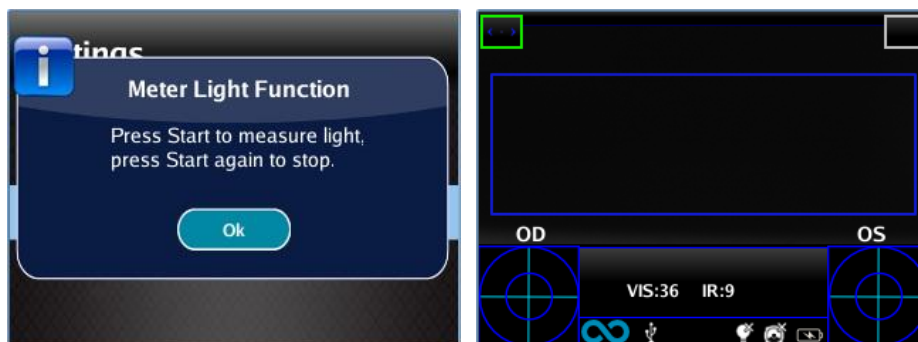 tings
Meter Light Function
Press Start to measure light,
press Start again to stop.
Ok
OD
OS
VIS:36 IR:9